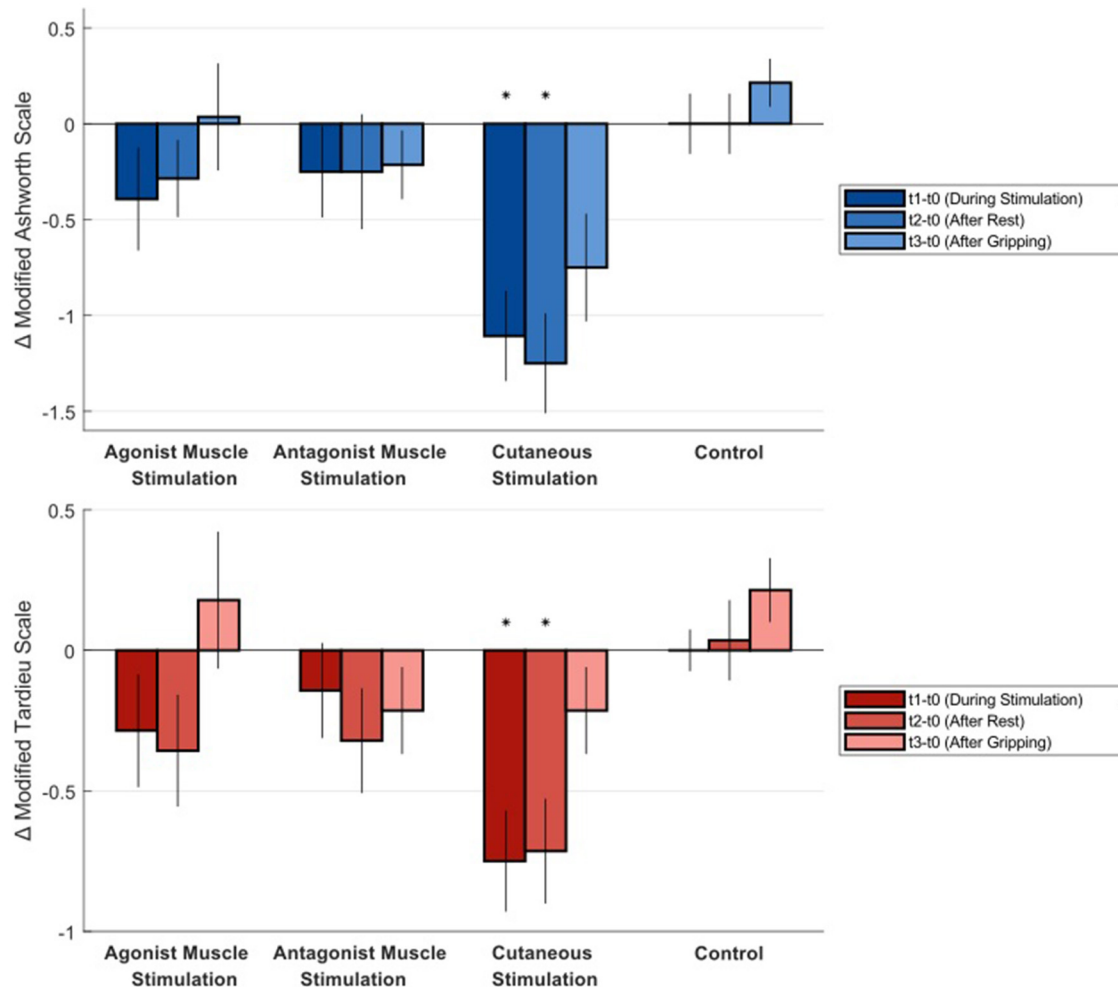 Δ Modified Ashworth Scale
0.5
0
-0.5
-1
-1.5
* *
Agonist Muscle Stimulation
Antagonist Muscle Stimulation
Cutaneous Stimulation
Control
t1-t0 (During Stimulation)
t2-t0 (After Rest)
t3-t0 (After Gripping)
Δ Modified Tardieu Scale
0.5
0
-0.5
-1
* *
Agonist Muscle Stimulation
Antagonist Muscle Stimulation
Cutaneous Stimulation
Control
t1-t0 (During Stimulation)
t2-t0 (After Rest)
t3-t0 (After Gripping)